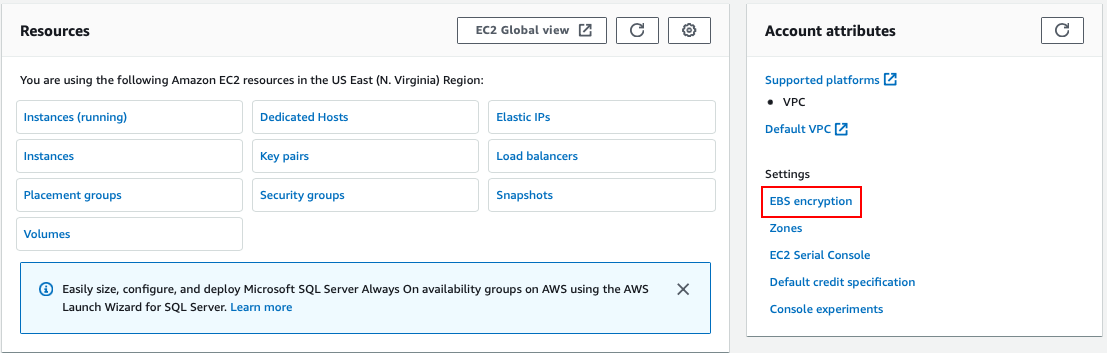 Resources
EC2 Global view
You are using the following Amazon EC2 resources in the US East (N. Virginia) Region:
Instances (running)
Dedicated Hosts
Elastic IPs
Instances
Key pairs
Load balancers
Placement groups
Security groups
Snapshots
Volumes
Easily size, configure, and deploy Microsoft SQL Server Always On availability groups on AWS using the AWS
Launch Wizard for SQL Server. Learn more
Account attributes
Supported platforms
• VPC
Default VPC
Settings
EBS encryption
Zones
EC2 Serial Console
Default credit specification
Console experiments